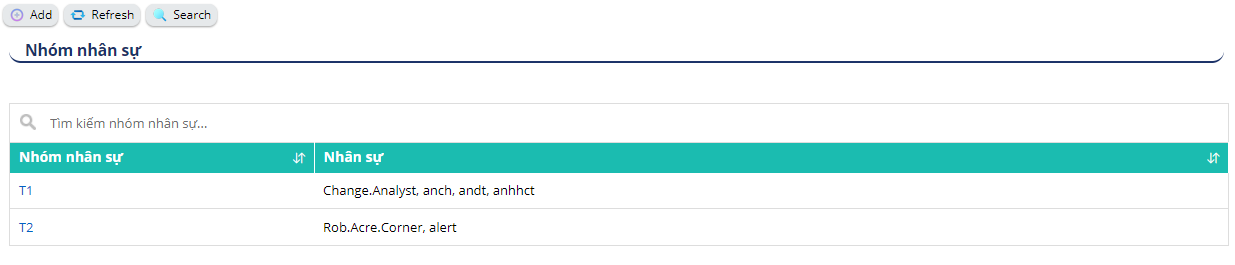 Add Refresh Search
Nhóm nhân sự
Tìm kiếm nhóm nhân sự...
Nhóm nhân sự Nhân sự
T1 Change.Analyst, anch, andt, anhhct
T2 Rob.Acre.Corner, alert